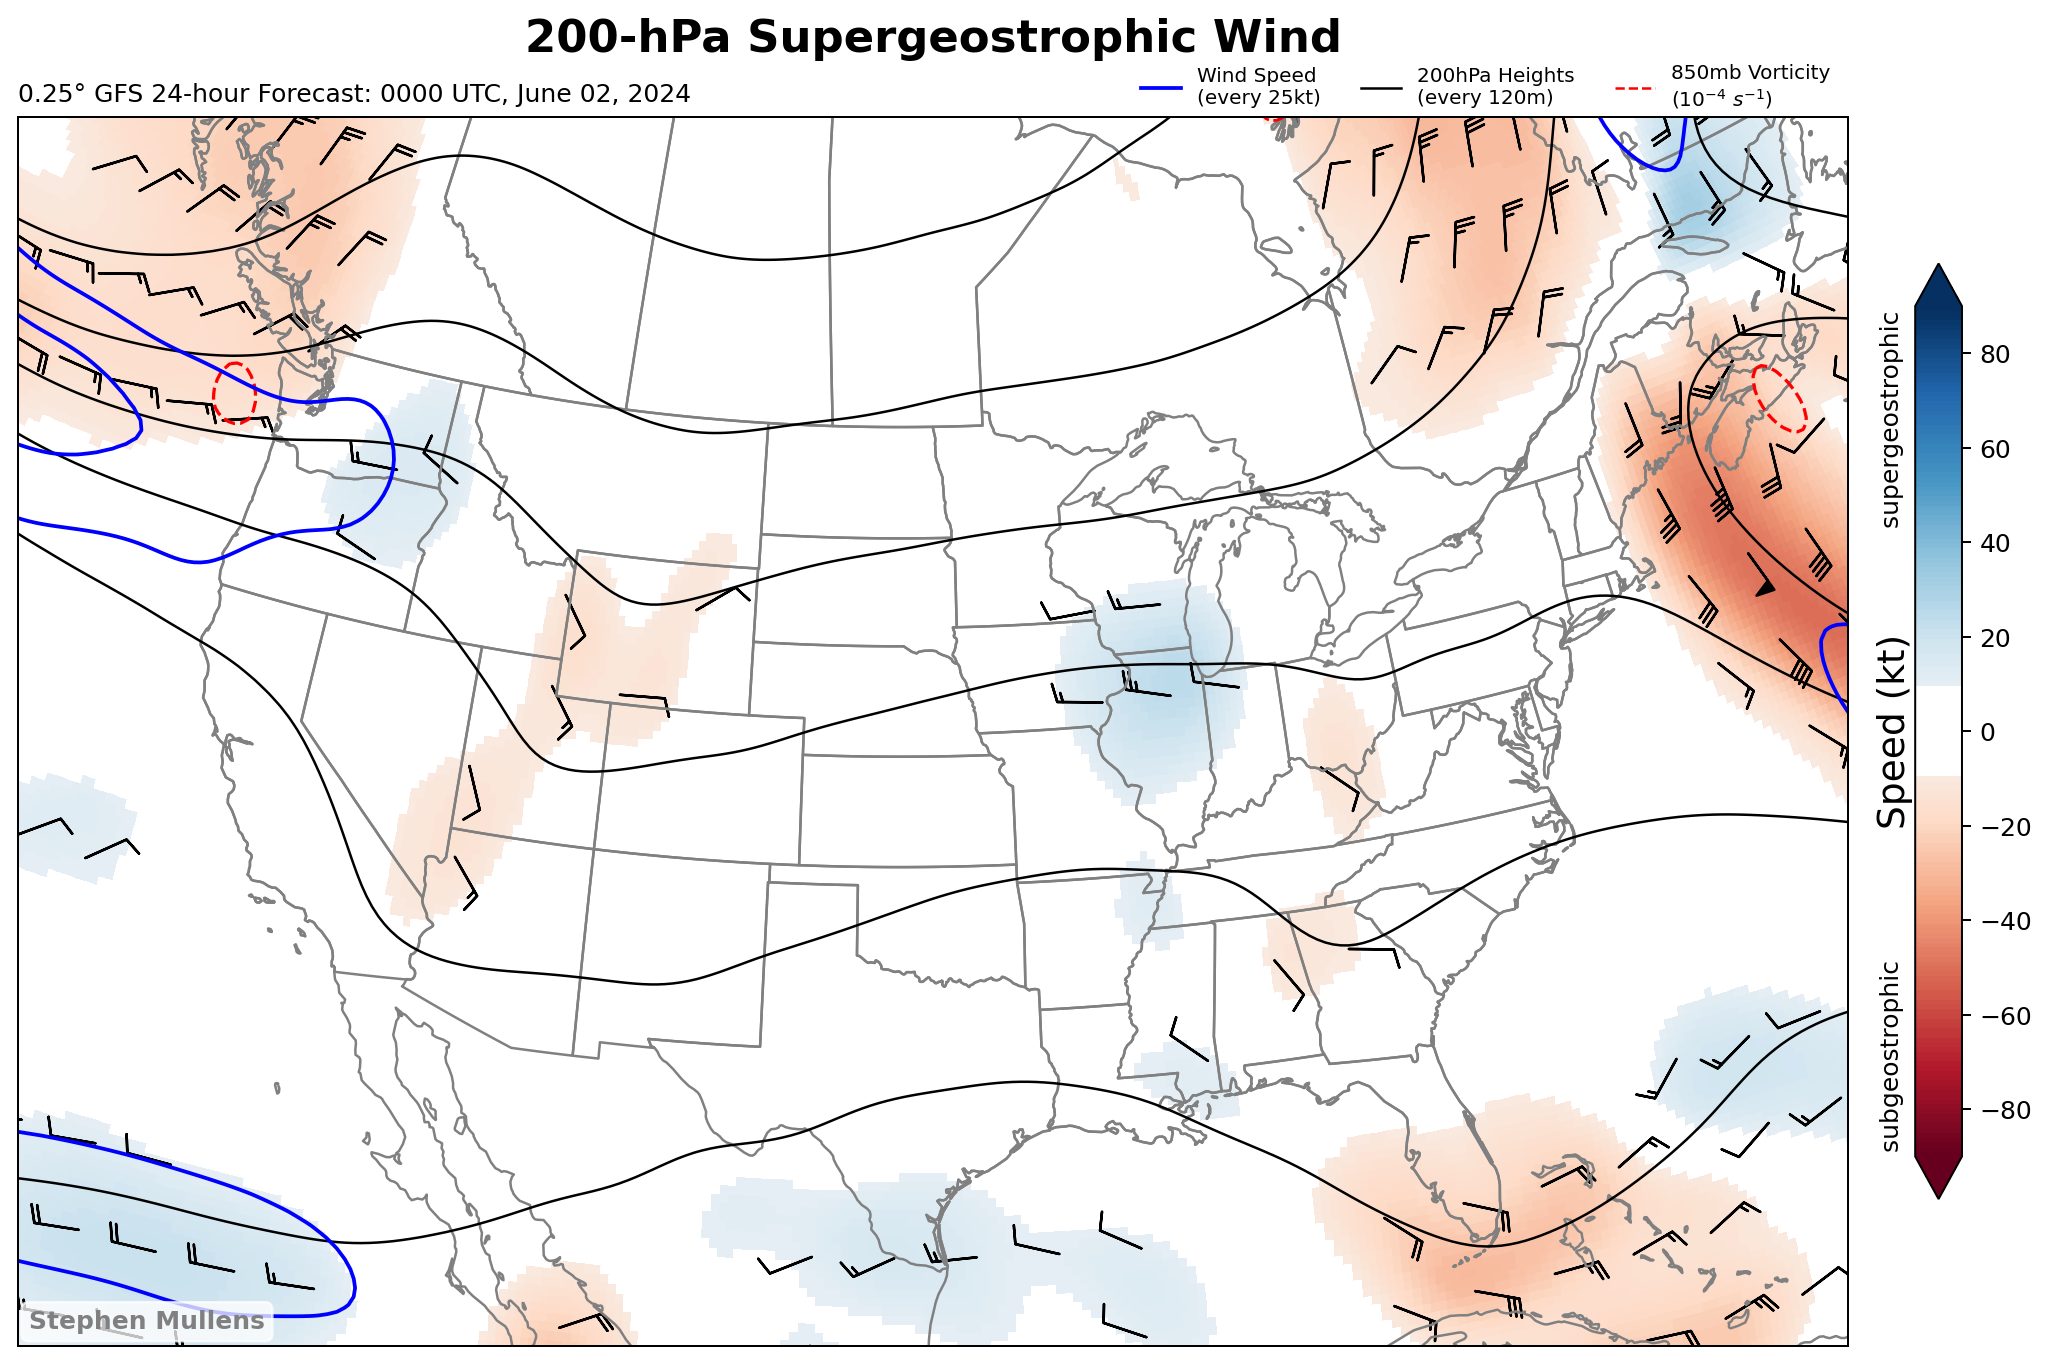 200-hPa Supergeostrophic Wind
0.25° GFS 24-hour Forecast: 0000 UTC, June 02, 2024
Wind Speed
(every 25kt)
200hPa Heights
(every 120m)
850mb Vorticity
(10⁻⁴ s⁻¹)
supergeostrophic
Speed (kt)
subgeostrophic
80
60
40
20
0
−20
−40
−60
−80
Stephen Mullens